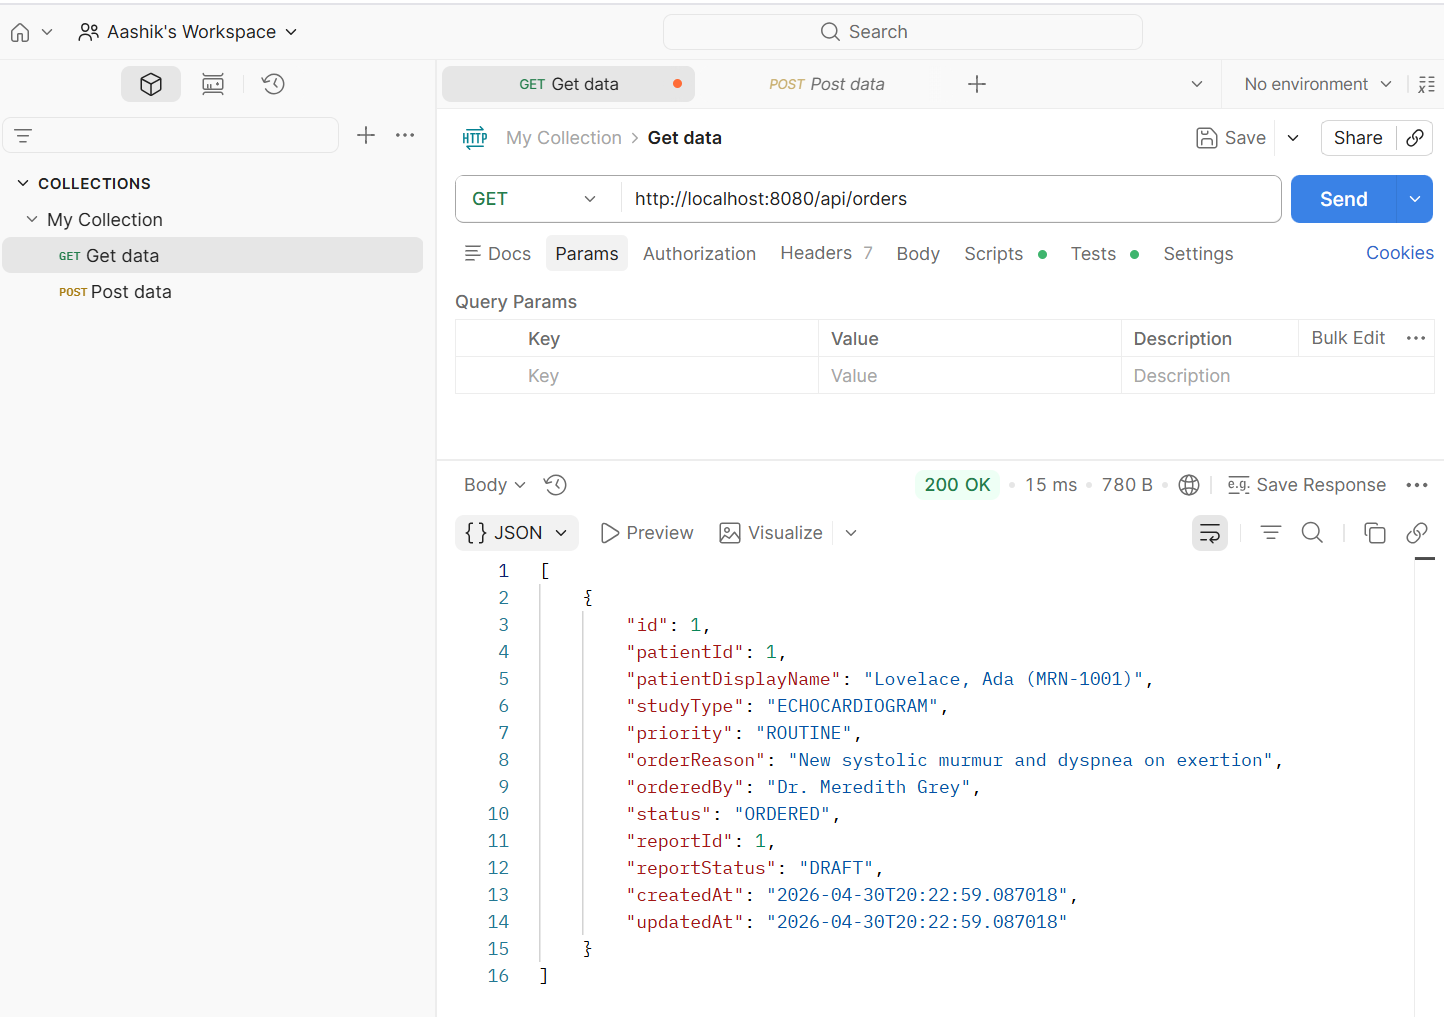 Aashik's Workspace
Search
GET Get data
POST Post data
No environment
COLLECTIONS
My Collection
GET Get data
POST Post data
HTTP My Collection > Get data
Save
Share
GET
http://localhost:8080/api/orders
Send
Docs Params Authorization Headers 7 Body Scripts Tests Settings Cookies
Query Params
Key Value Description Bulk Edit
Key Value Description
Body
200 OK • 15 ms • 780 B
e.g. Save Response
{} JSON
Preview
Visualize
1 [
2 {
3 "id": 1,
4 "patientId": 1,
5 "patientDisplayName": "Lovelace, Ada (MRN-1001)",
6 "studyType": "ECHOCARDIOGRAM",
7 "priority": "ROUTINE",
8 "orderReason": "New systolic murmur and dyspnea on exertion",
9 "orderedBy": "Dr. Meredith Grey",
10 "status": "ORDERED",
11 "reportId": 1,
12 "reportStatus": "DRAFT",
13 "createdAt": "2026-04-30T20:22:59.087018",
14 "updatedAt": "2026-04-30T20:22:59.087018"
15 }
16 ]